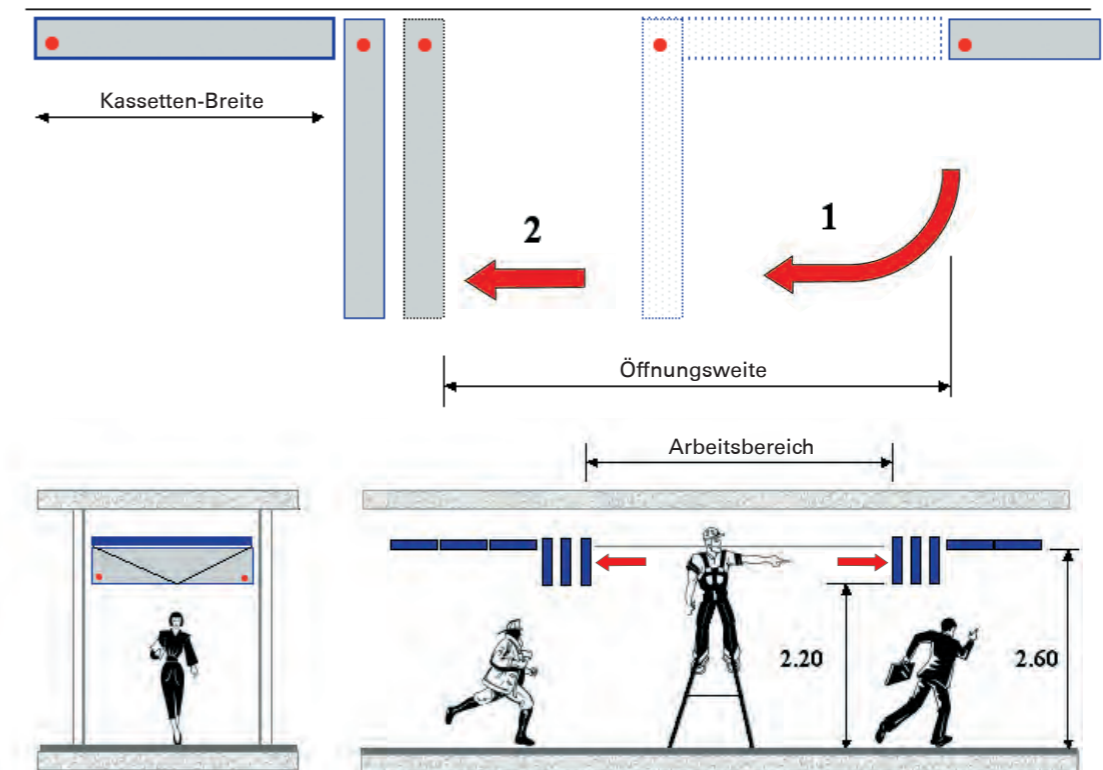 Kassetten-Breite
2
1
Öffnungsweite
Arbeitsbereich
2.20
2.60